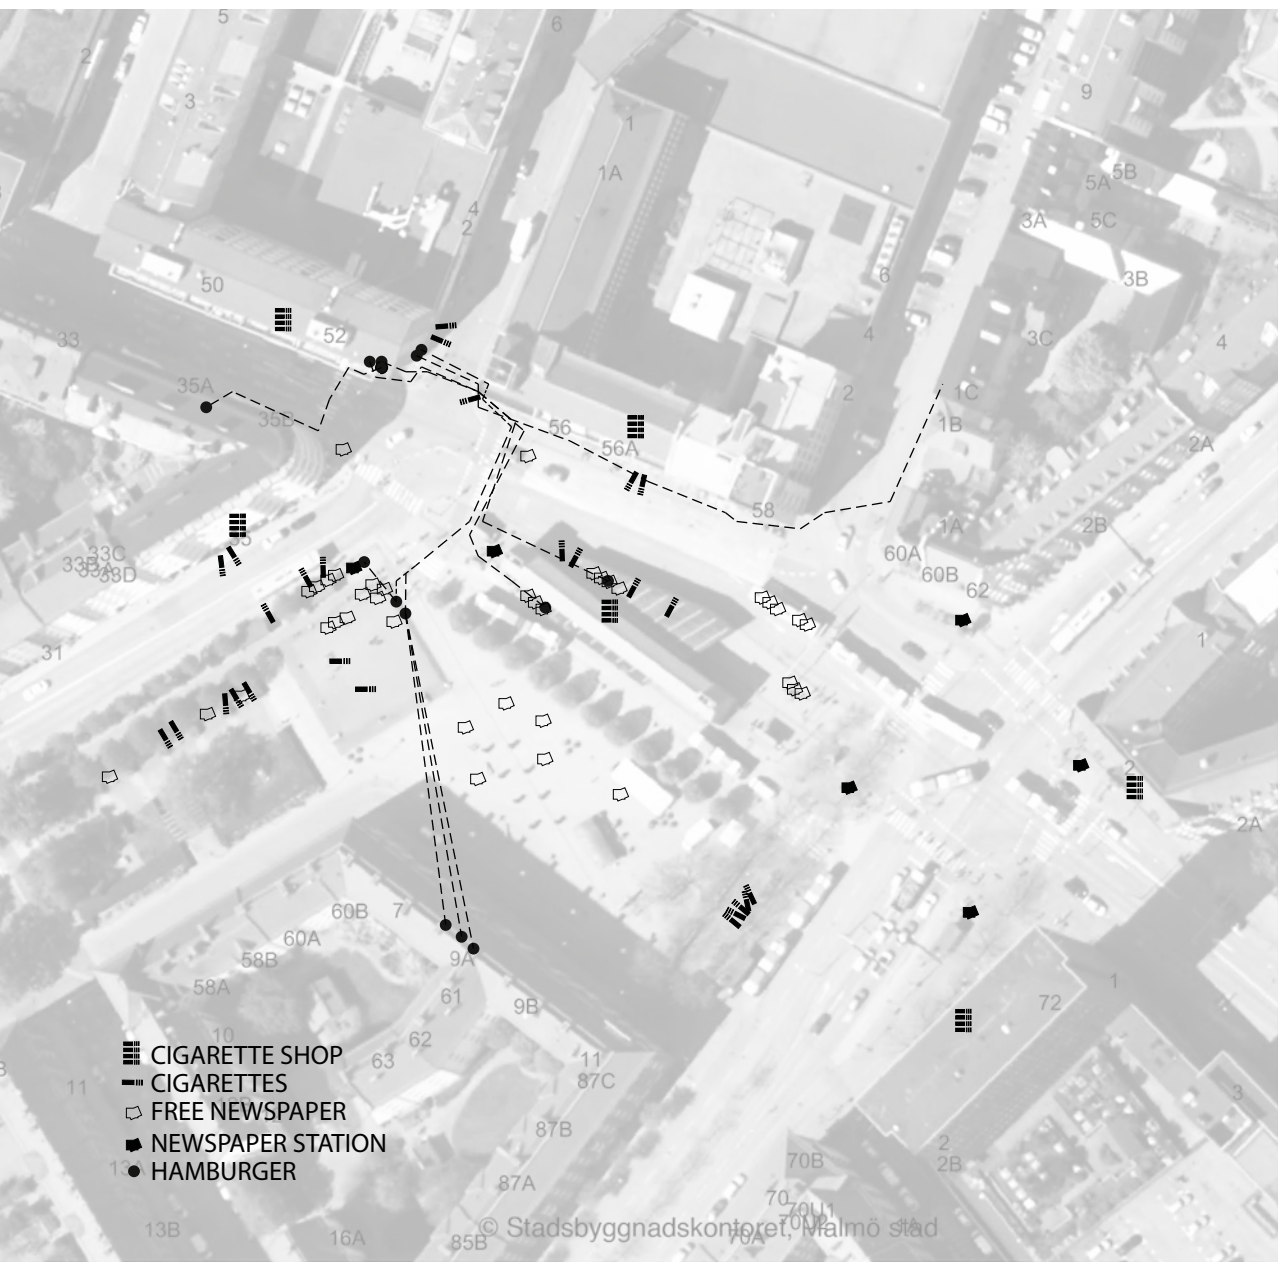 5
6
2
9
3
1
1A
5B
5A
4
3A
5C
2
50
6
3B
33
52
4
3C
4
35A
2
1C
35B
56
1B
56A
2A
58
1A
2B
33C
33B
33D
60A
60B
62
31
1
2
2A
60B
7
60A
58B
9A
58A
61
9B
1
72
10
62
63
11
11
87C
3
87B
2
2B
70B
87A
70
70U1
13B
16A
85B
CIGARETTE SHOP
CIGARETTES
FREE NEWSPAPER
NEWSPAPER STATION
HAMBURGER
© Stadsbyggnadskontoret, Malmö stad